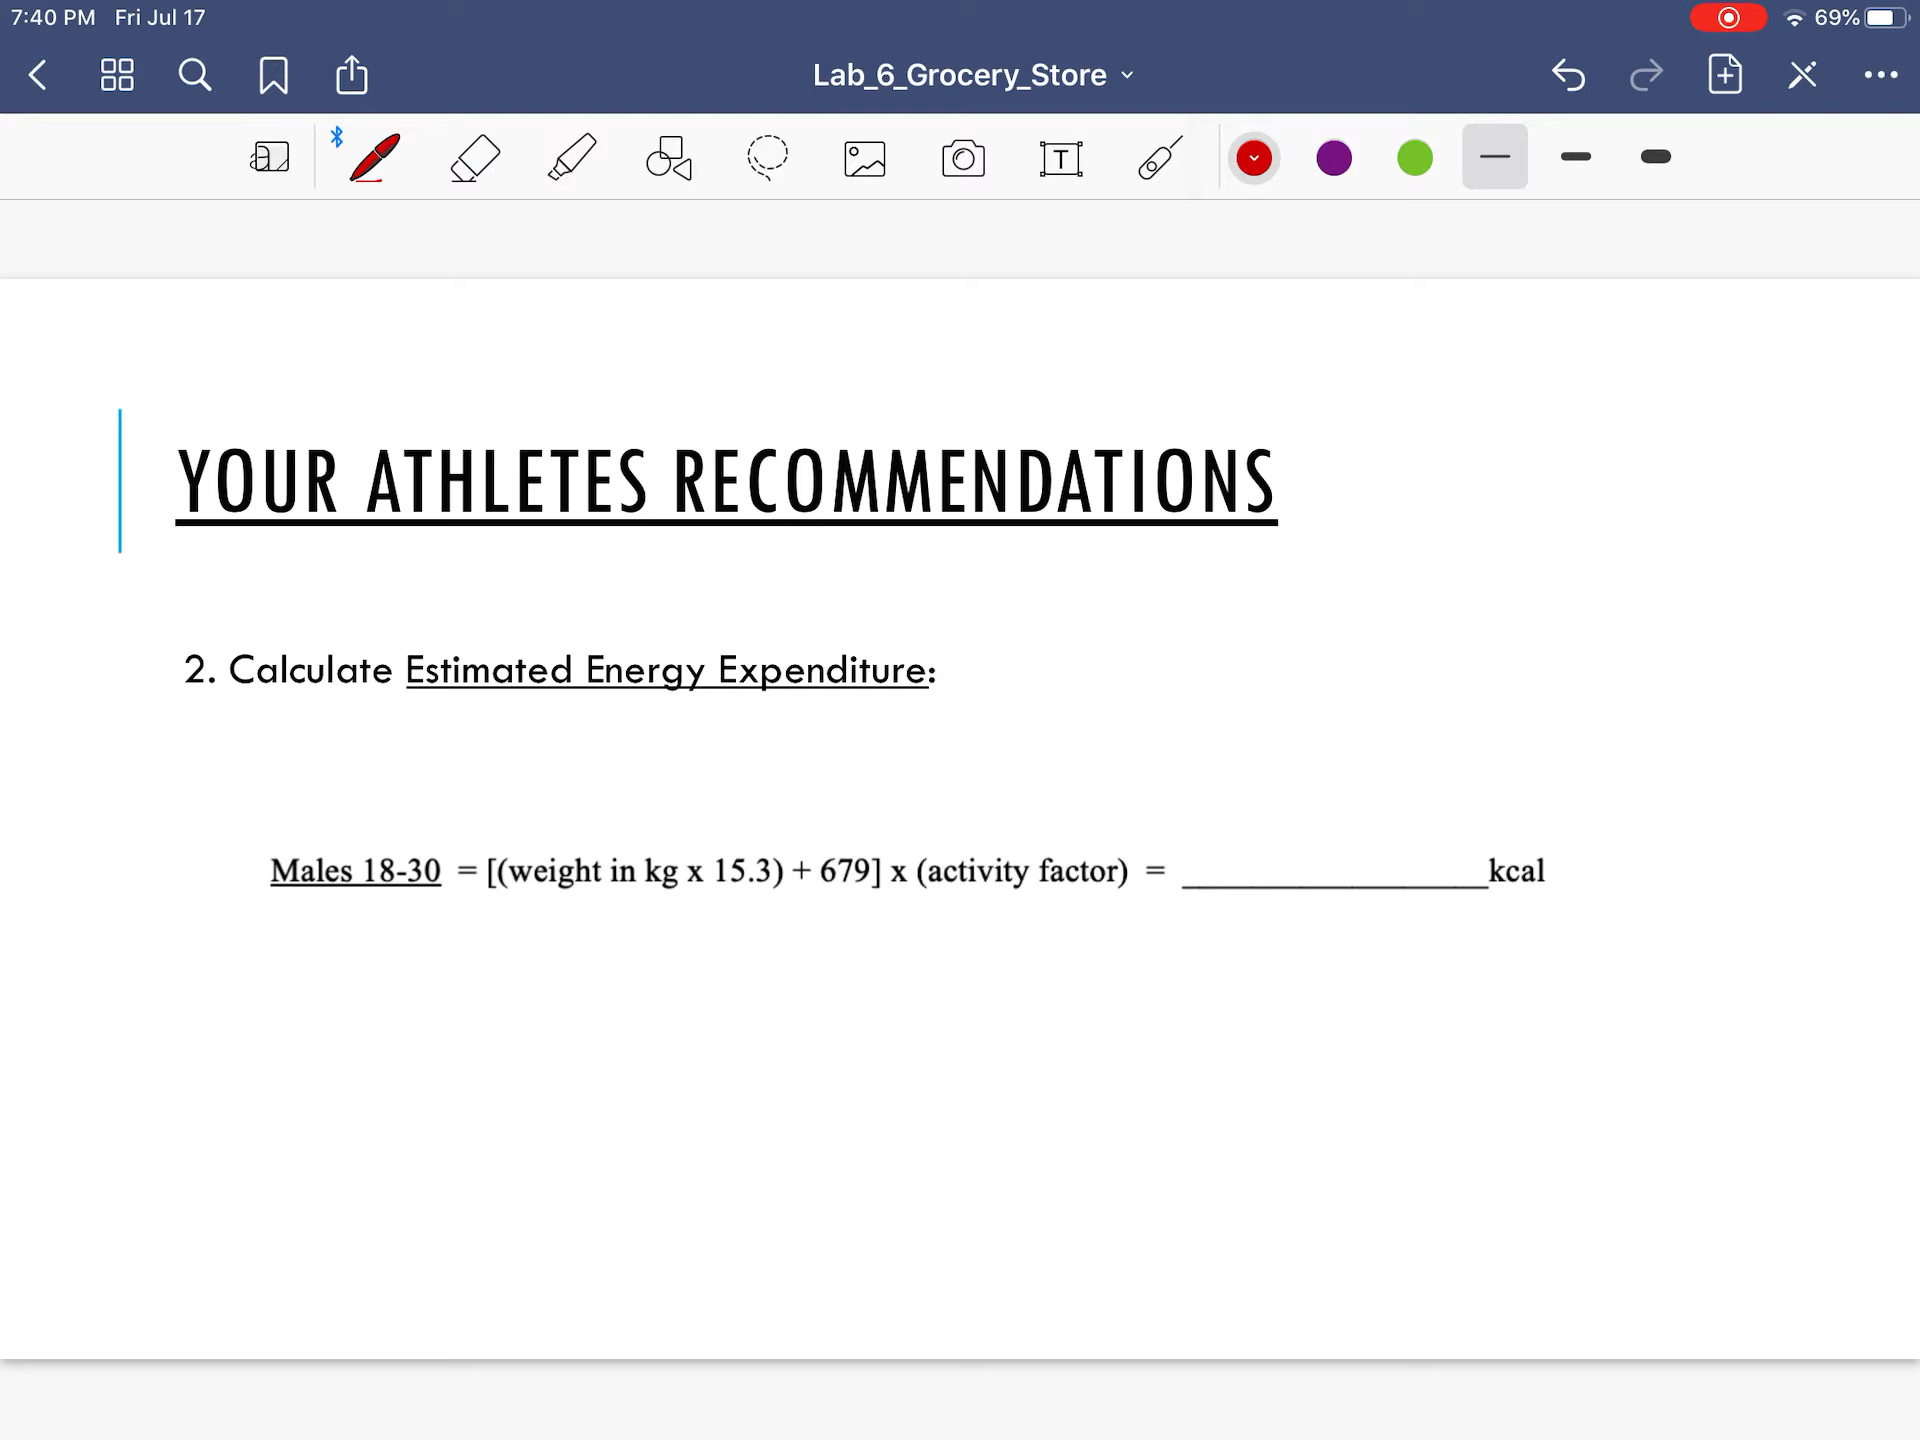 7:40 PM Fri Jul 17
69%
Lab_6_Grocery_Store
a
T
YOUR ATHLETES RECOMMENDATIONS
2. Calculate Estimated Energy Expenditure:
Males 18-30 = [(weight in kg x 15.3) + 679] x (activity factor) = __________________kcal